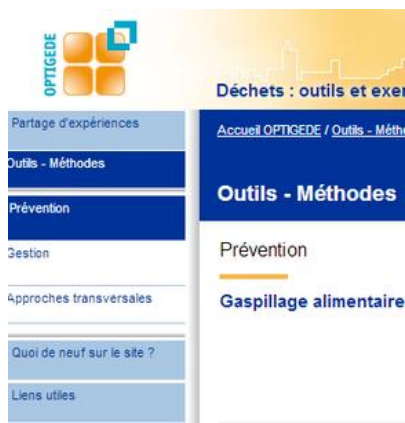 OPTIGEDE
Déchets : outils et exe
Partage d'expériences
Accueil OPTIGEDE / Outils - Métho
Outils - Méthodes
Outils - Méthodes
Prévention
Prévention
Gestion
Gaspillage alimentaire
Approches transversales
Quoi de neuf sur le site ?
Liens utiles